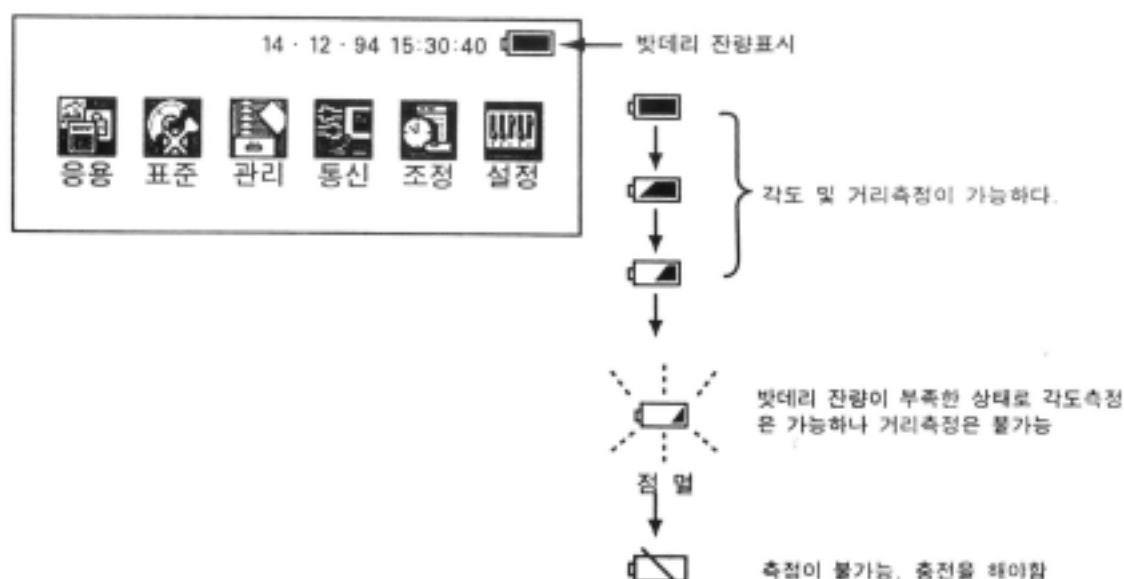 14 · 12 · 94 15:30:40
밧데리 잔량표시
응용 표준 관리 통신 조정 설정
각도 및 거리측정이 가능하다.
밧데리 잔량이 부족한 상태로 각도측정
은 가능하나 거리측정은 불가능
점 멸
측정이 불가능, 충전을 해야함